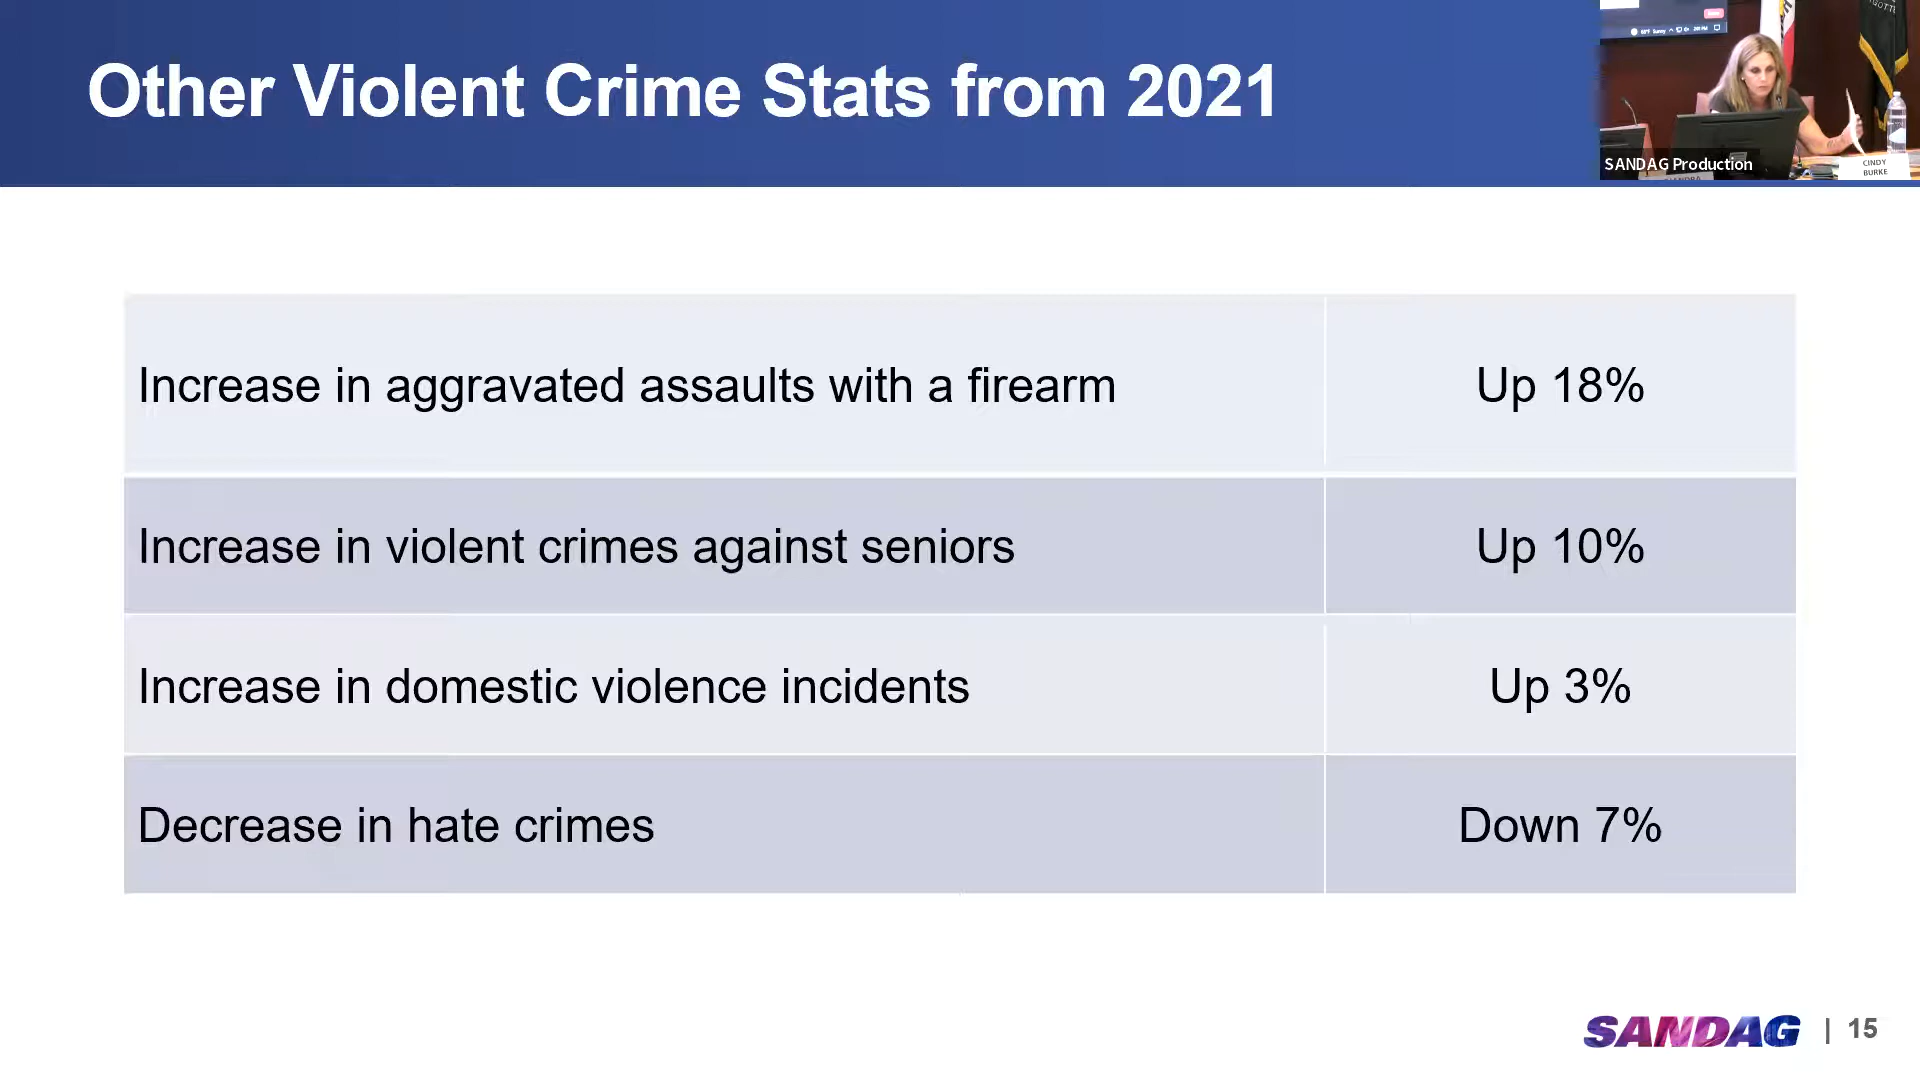 Other Violent Crime Stats from 2021
SANDAG Production
CINDY
BURKE
Increase in aggravated assaults with a firearm Up 18%
Increase in violent crimes against seniors Up 10%
Increase in domestic violence incidents Up 3%
Decrease in hate crimes Down 7%
SANDAG | 15